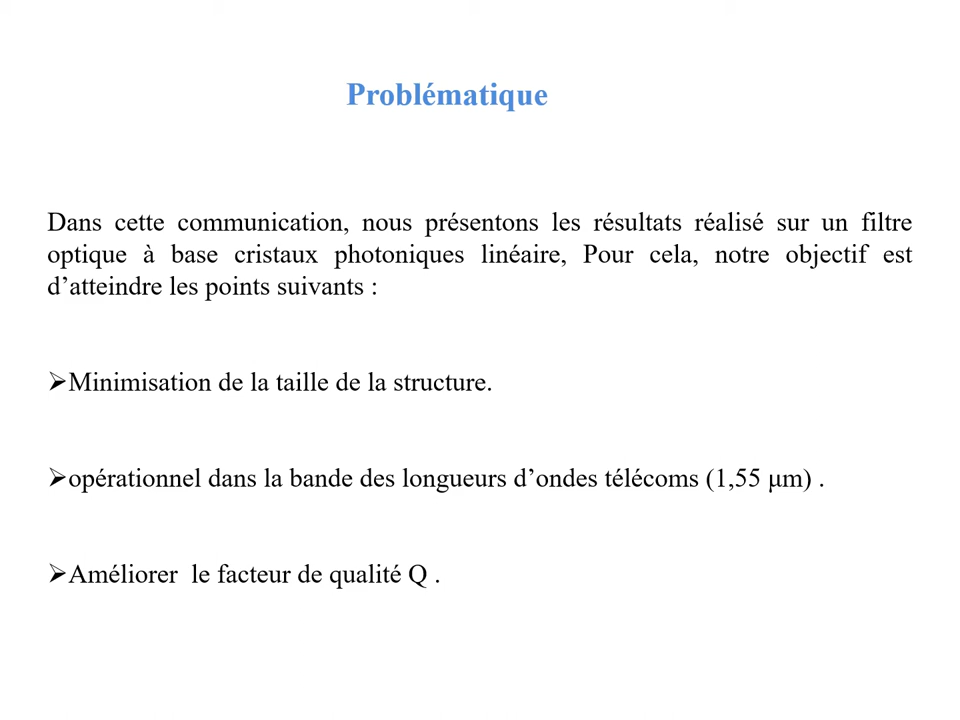 Problématique
Dans cette communication, nous présentons les résultats réalisé sur un filtre
optique à base cristaux photoniques linéaire, Pour cela, notre objectif est
d’atteindre les points suivants :
➢Minimisation de la taille de la structure.
➢opérationnel dans la bande des longueurs d’ondes télécoms (1,55 μm) .
➢Améliorer  le facteur de qualité Q .